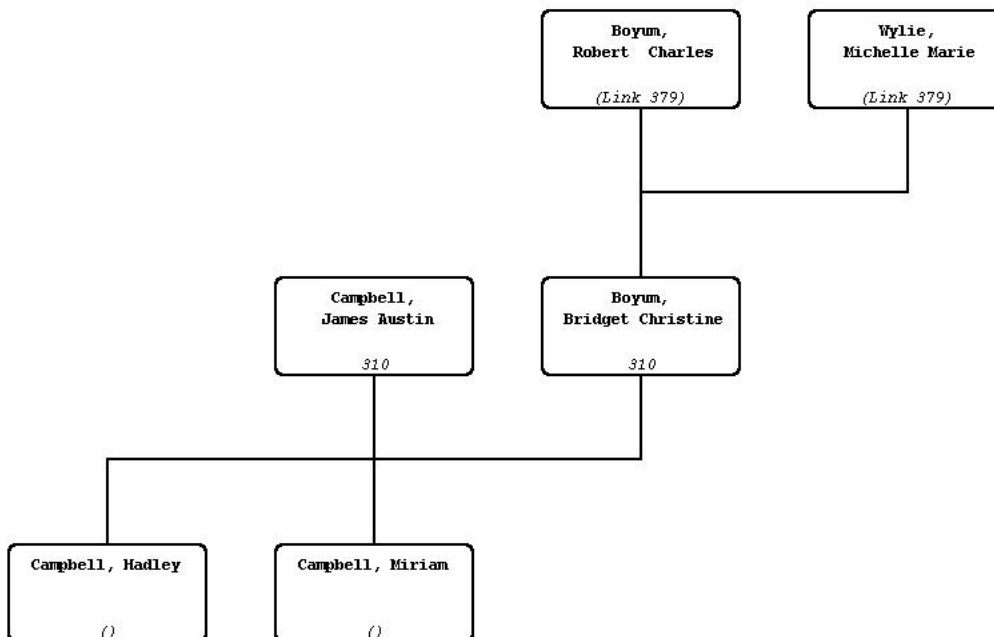 Boyum,
Robert Charles
(Link 379)
Wylie,
Michelle Marie
(Link 379)
Campbell,
James Austin
310
Boyum,
Bridget Christine
310
Campbell, Hadley
()
Campbell, Miriam
()